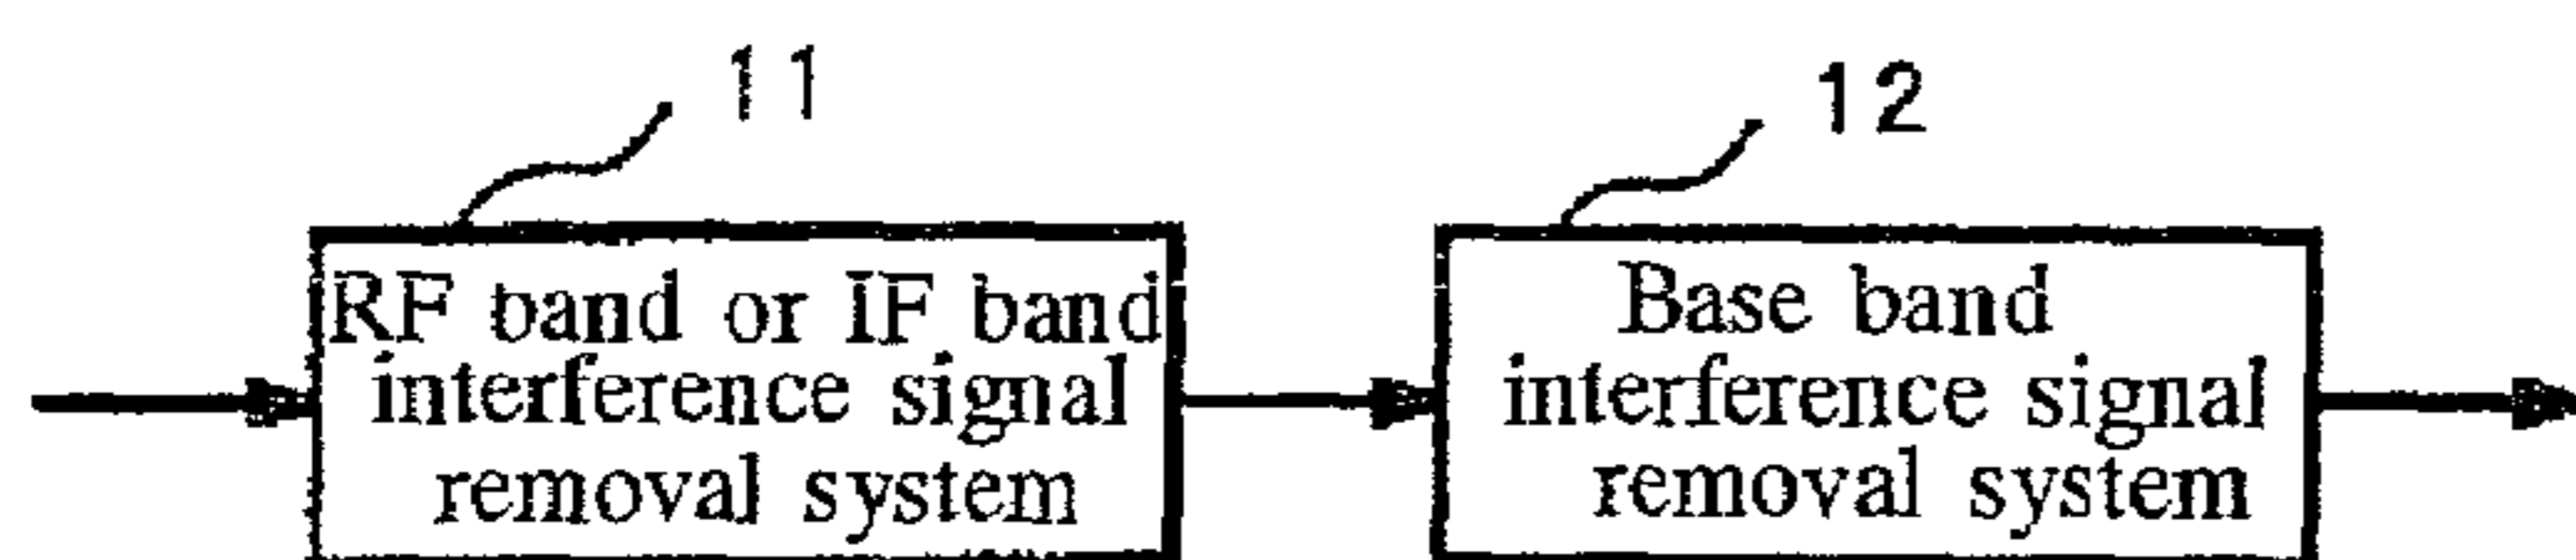 11
12
RF band or IF band
interference signal
removal system
Base band
interference signal
removal system